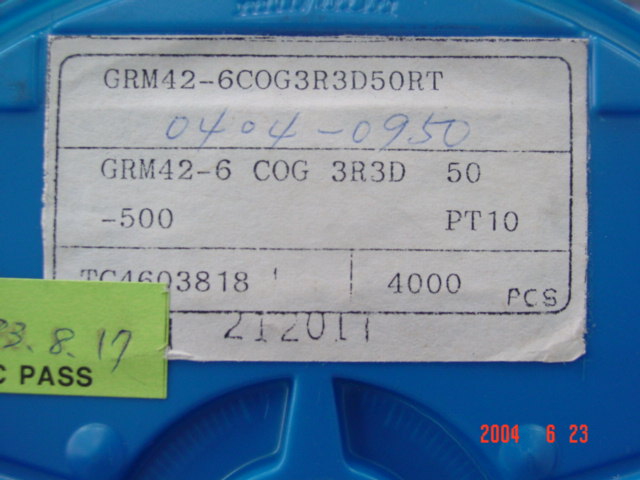 GRM42-6COG3R3D50RT
0404-0950
GRM42-6 COG 3R3D 50
-500 PT10
TC4603818 4000 PCS
3.8.17
C PASS
2004 6 23